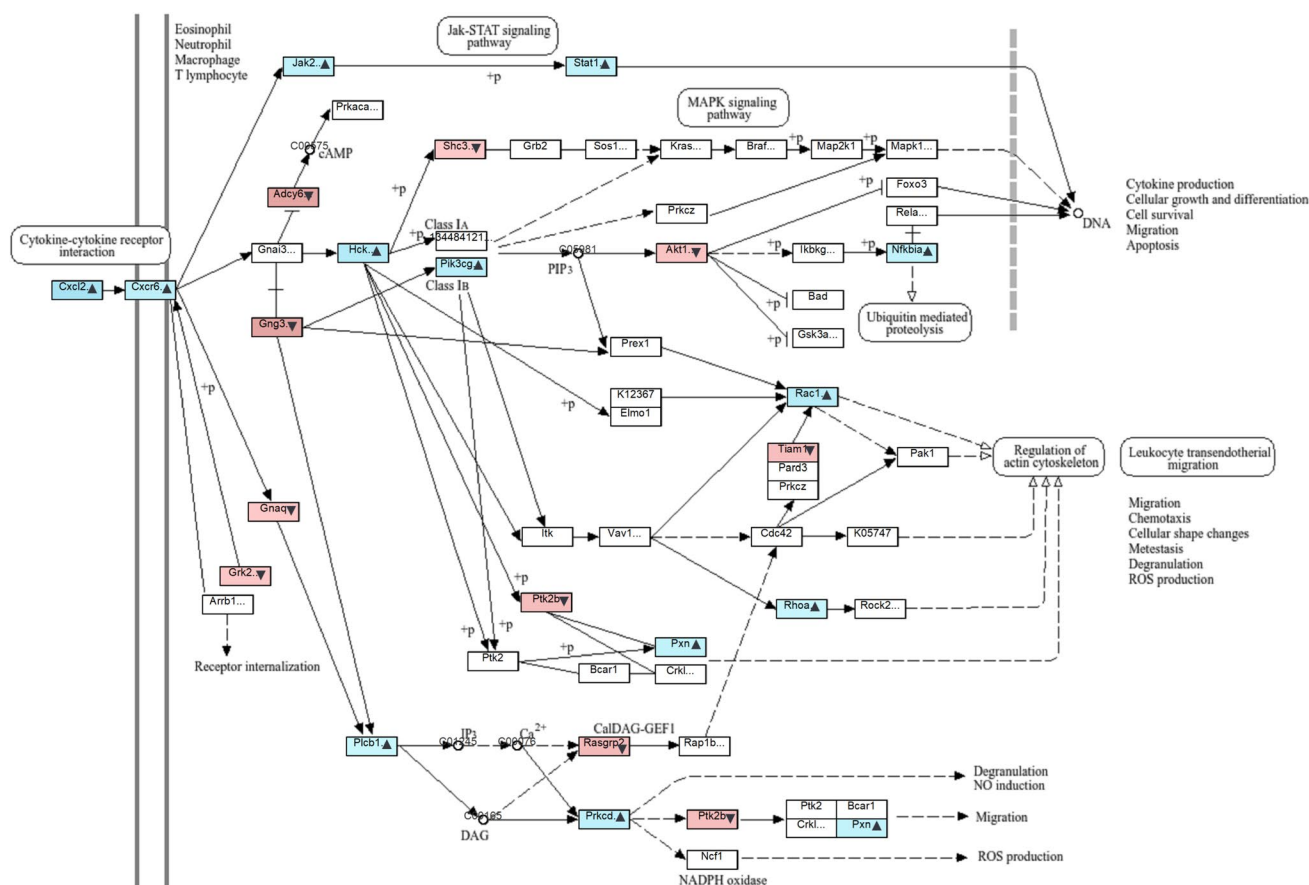 Eosinophil
Neutrophil
Macrophage
T lymphocyte
Jak-STAT signaling
pathway
Jak2..▲
+p
Stat1▲
MAPK signaling
pathway
Prkaca...
C00575
cAMP
Adcy6.▼
+p
Shc3.▼
Grb2
Sos1...
Kras...
+p
Braf...
Map2k1
+p
Mapk1...
Foxo3
+p
Rela...
DNA
Cytokine production
Cellular growth and differentiation
Cell survival
Migration
Apoptosis
Cytokine-cytokine receptor
interaction
Gnai3...
Hck.▲
+p
Class IA
134484121...
Pik3cg▲
Class IB
Prkcz
C05981
PIP3
Akt1.▼
+p
Ikbkg...
+p
Nfkbia▲
Cxcl2.▲
Cxcr6.▲
+p
Bad
Ubiquitin mediated
proteolysis
Gng3.▼
+p
Gsk3a...
Prex1
+p
+p
K12367
Elmo1
Rac1.▲
Tiam1▼
Pard3
Prkcz
Pak1
Regulation of
actin cytoskeleton
Leukocyte transendotherial
migration
Gnaq▼
Itk
Vav1...
Cdc42
K05747
Migration
Chemotaxis
Cellular shape changes
Metestasis
Degranulation
ROS production
Grk2..▼
Arrb1...
+p
Ptk2b▼
Rhoa▲
Rock2...
+p
+p
Receptor internalization
Ptk2
+p
Pxn▲
Bcar1
Crkl...
Plcb1.▲
IP3
C01245
Ca2+
C00076
CalDAG-GEF1
Rasgrp2▼
Rap1b...
Degranulation
NO induction
C00165
DAG
Prkcd.▲
Ptk2b▼
Ptk2
Bcar1
Crkl...
Pxn▲
Migration
Ncf1
NADPH oxidase
ROS production